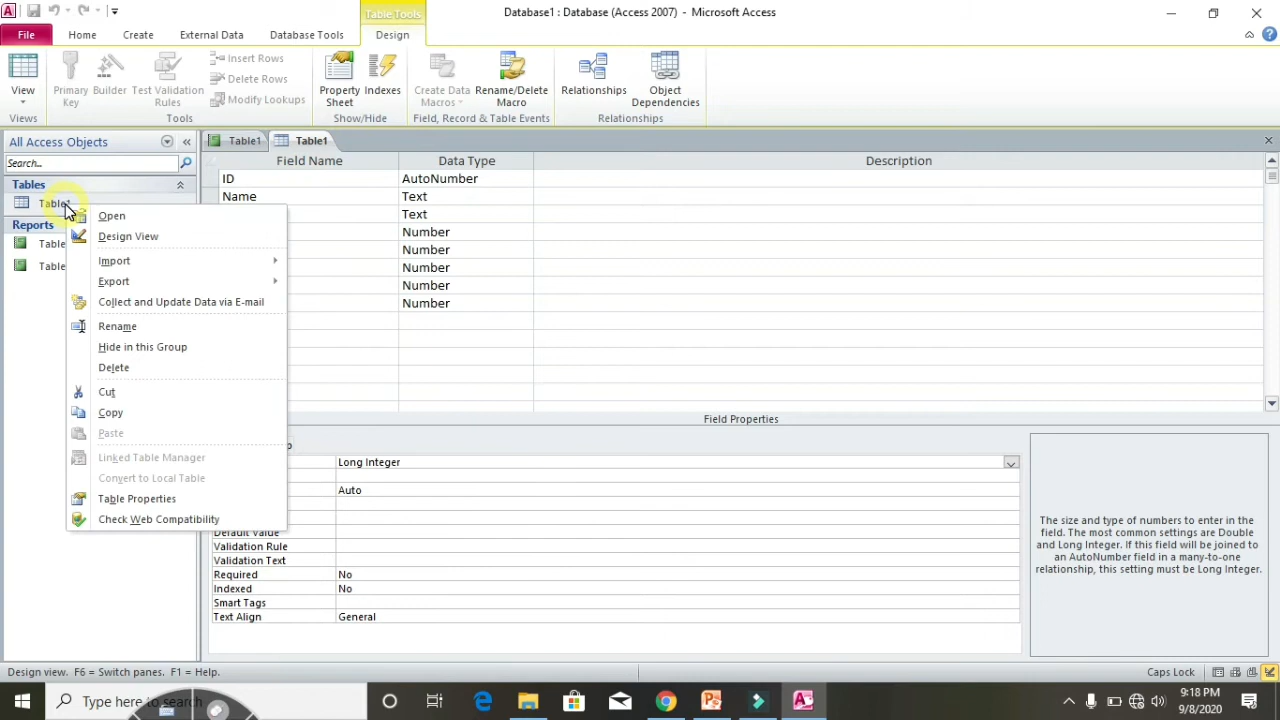 Table Tools
Database1 : Database (Access 2007) - Microsoft Access
File Home Create External Data Database Tools Design
View
Primary Key
Builder
Test Validation Rules
Insert Rows
Delete Rows
Modify Lookups
Property Sheet
Indexes
Create Data Macros
Rename/Delete Macro
Relationships
Object Dependencies
Views Tools Show/Hide Field, Record & Table Events Relationships
All Access Objects
Search...
Tables
Table1
Reports
Table
Table
Open
Design View
Import
Export
Collect and Update Data via E-mail
Rename
Hide in this Group
Delete
Cut
Copy
Paste
Linked Table Manager
Convert to Local Table
Table Properties
Check Web Compatibility
Table1 Table1
Field Name Data Type Description
ID AutoNumber
Name Text
Text
Number
Number
Number
Number
Number
Field Properties
Long Integer
Auto
Default Value
Validation Rule
Validation Text
Required No
Indexed No
Smart Tags
Text Align General
The size and type of numbers to enter in the
field. The most common settings are Double
and Long Integer. If this field will be joined to
an AutoNumber field in a many-to-one
relationship, this setting must be Long Integer.
Design view. F6 = Switch panes. F1 = Help.
Caps Lock
Type here to search
9:18 PM
9/8/2020